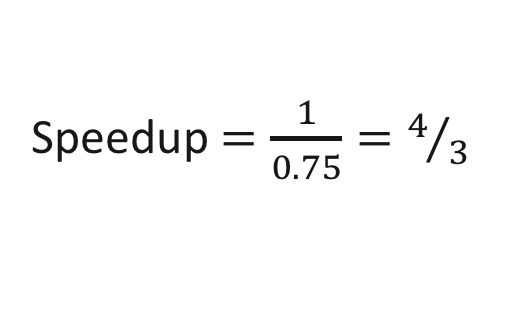 Speedup = 1/0.75 = 4/3